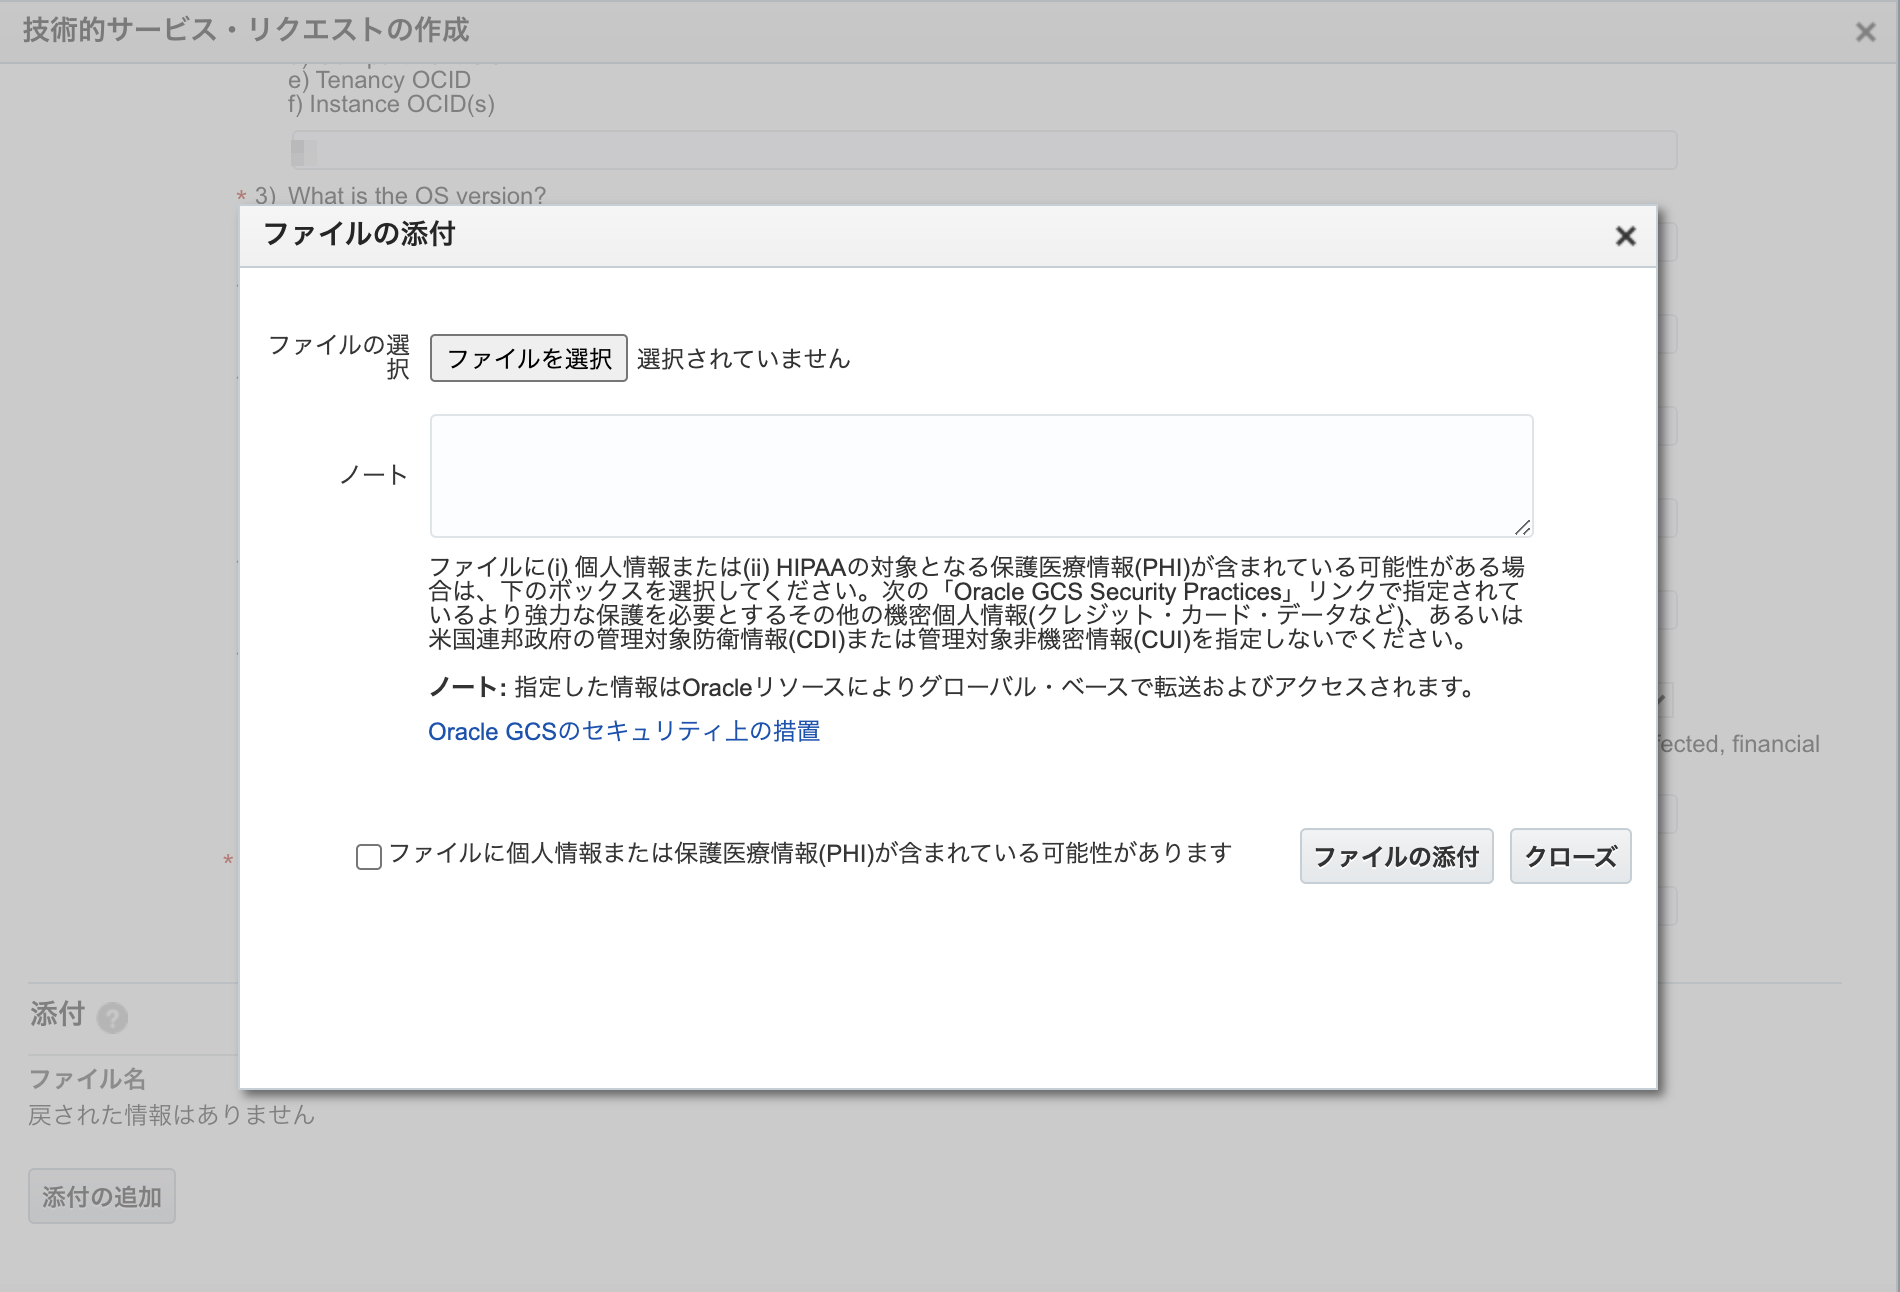 技術的サービス・リクエストの作成
e) Tenancy OCID
f) Instance OCID(s)
* 3) What is the OS version?
ファイルの添付
ファイルの選
択
ファイルを選択 選択されていません
ノート
ファイルに(i) 個人情報または(ii) HIPAAの対象となる保護医療情報(PHI)が含まれている可能性がある場
合は、下のボックスを選択してください。次の「Oracle GCS Security Practices」リンクで指定されて
いるより強力な保護を必要とするその他の機密個人情報(クレジット・カード・データなど)、あるいは
米国連邦政府の管理対象防衛情報(CDI)または管理対象非機密情報(CUI)を指定しないでください。
ノート: 指定した情報はOracleリソースによりグローバル・ベースで転送およびアクセスされます。
Oracle GCSのセキュリティ上の措置
fected, financial
ファイルに個人情報または保護医療情報(PHI)が含まれている可能性があります
ファイルの添付 クローズ
*
添付 ?
ファイル名
戻された情報はありません
添付の追加